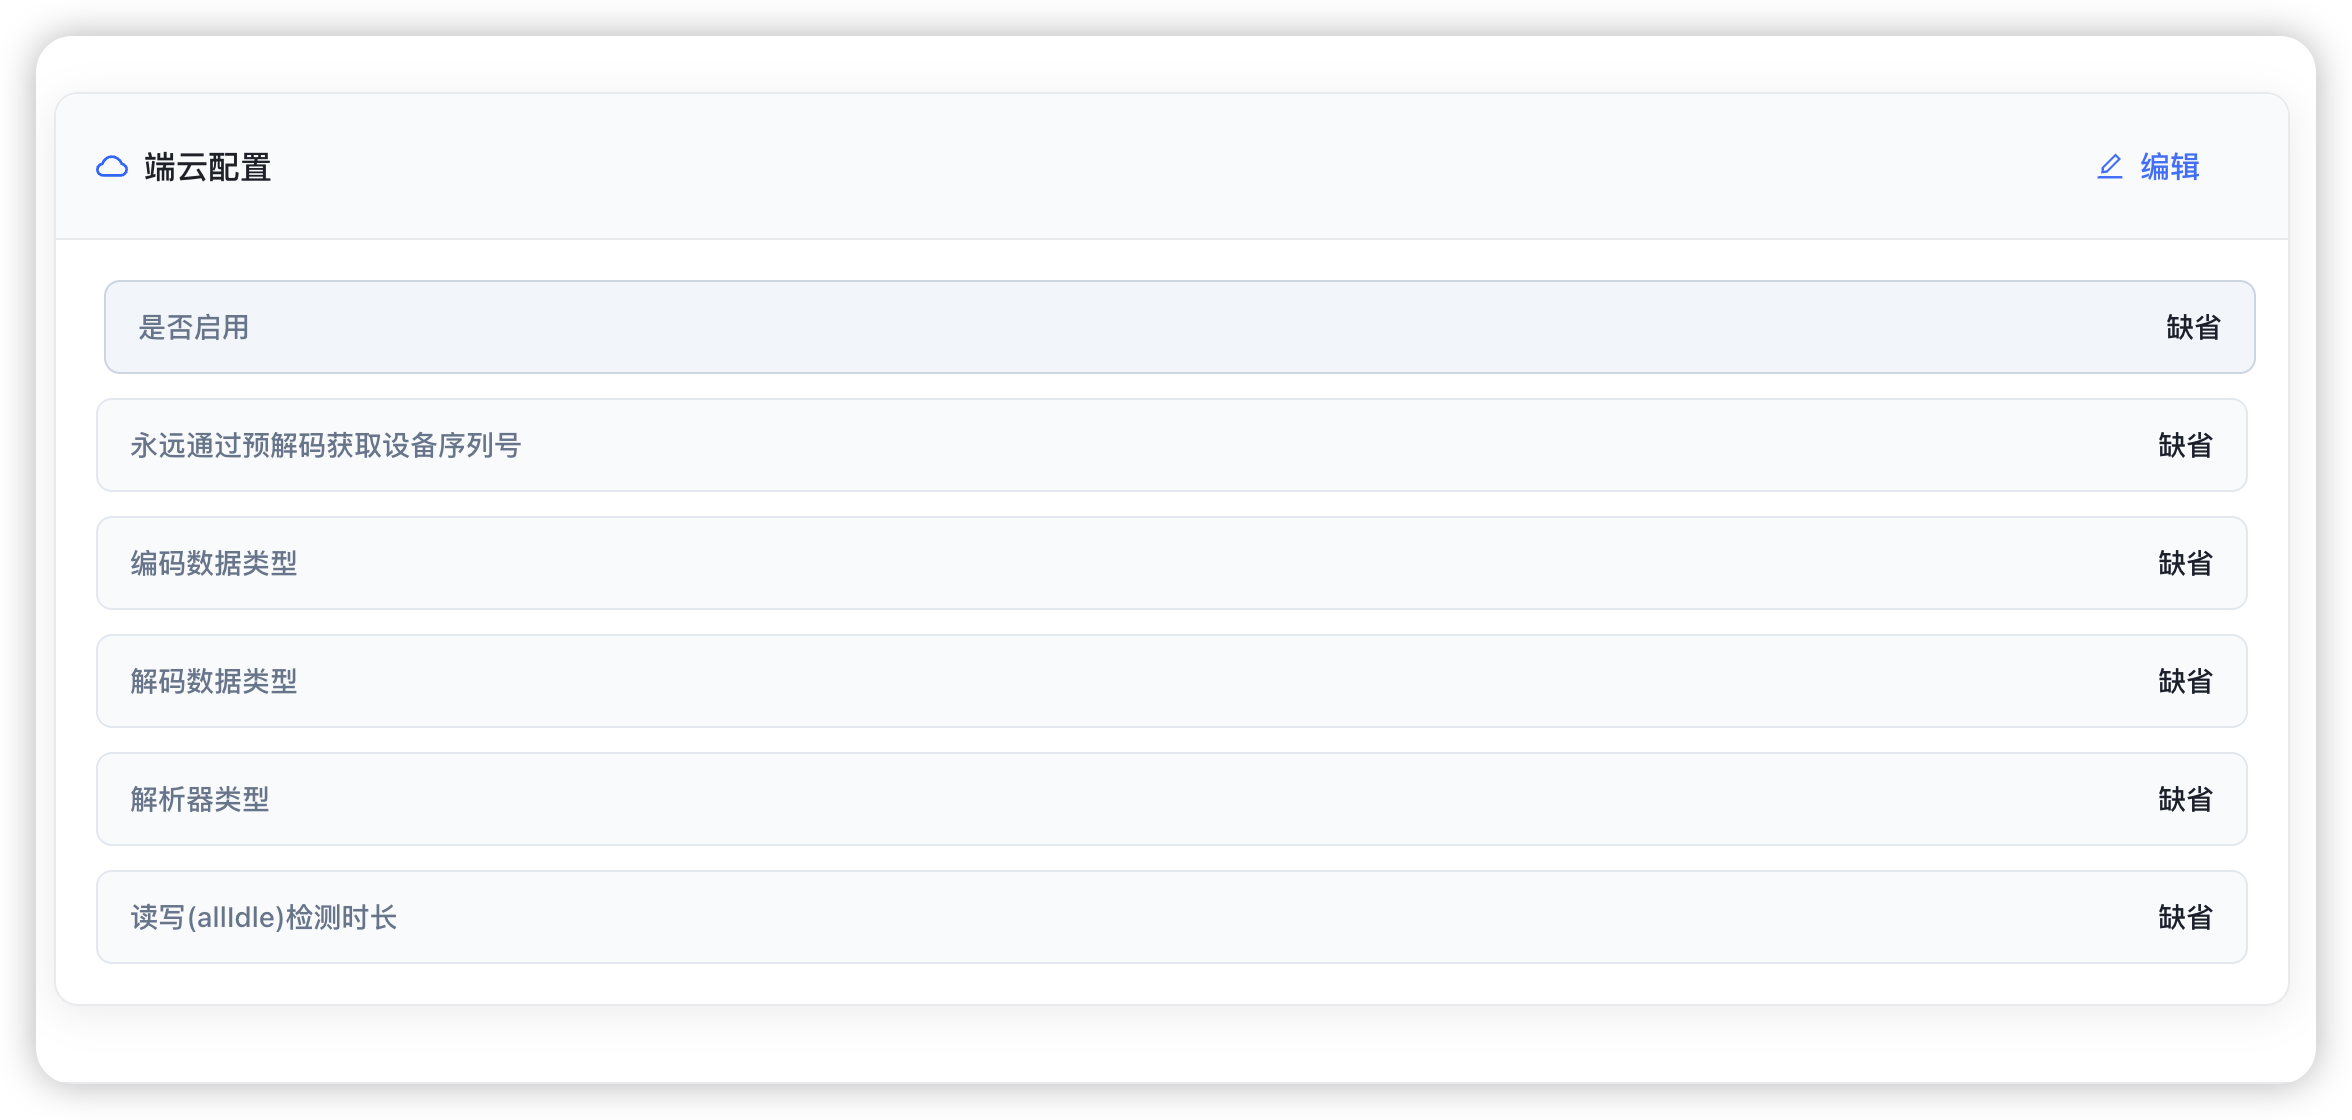 端云配置
编辑
是否启用 缺省
永远通过预解码获取设备序列号 缺省
编码数据类型 缺省
解码数据类型 缺省
解析器类型 缺省
读写(allIdle)检测时长 缺省